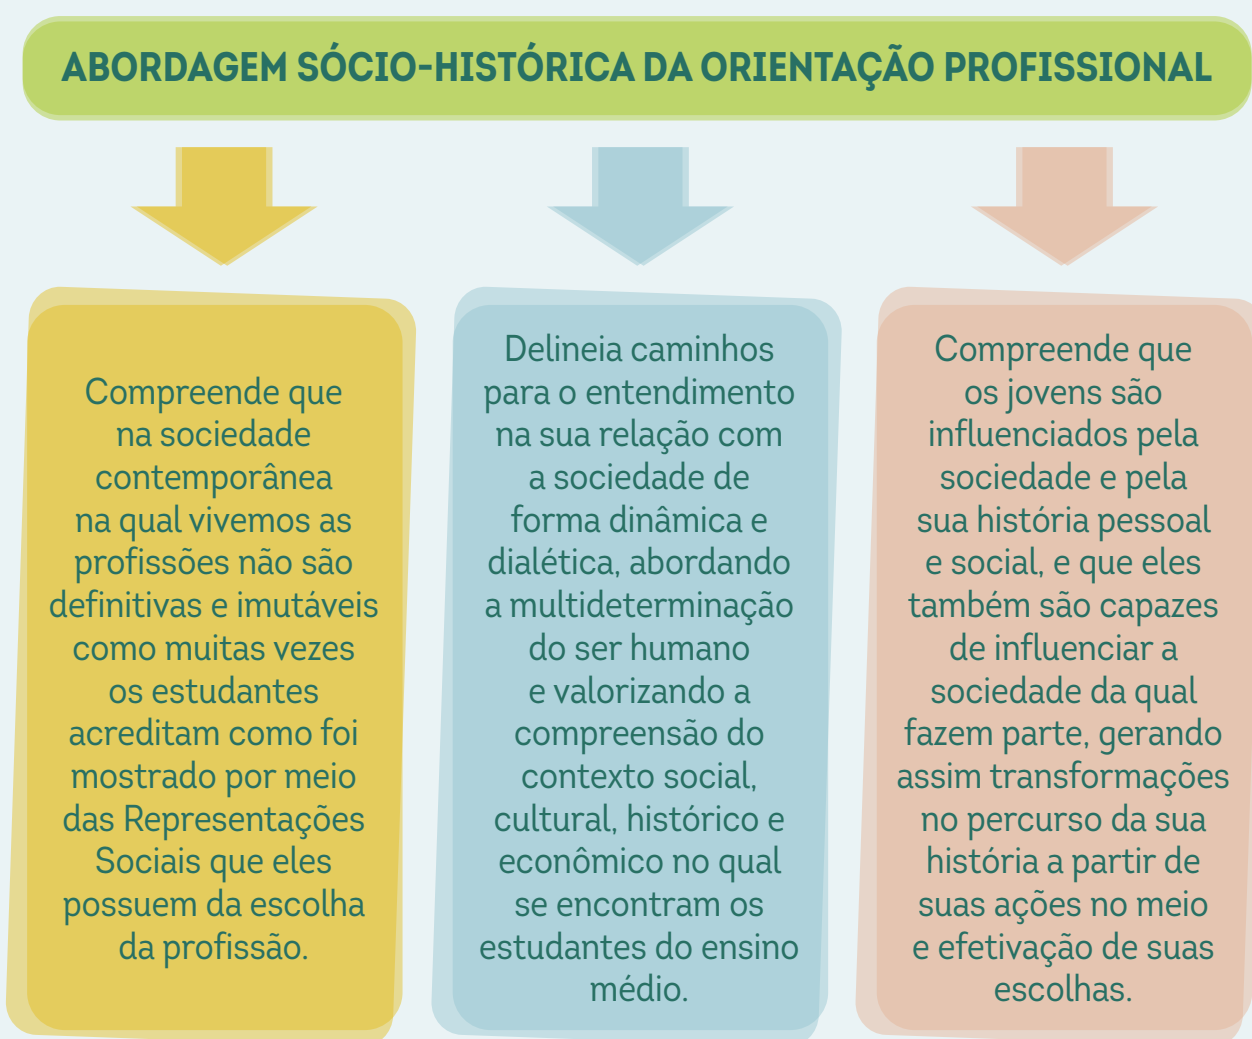 ABORDAGEM SÓCIO-HISTÓRICA DA ORIENTAÇÃO PROFISSIONAL
Compreende que
na sociedade
contemporânea
na qual vivemos as
profissões não são
definitivas e imutáveis
como muitas vezes
os estudantes
acreditam como foi
mostrado por meio
das Representações
Sociais que eles
possuem da escolha
da profissão.
Delineia caminhos
para o entendimento
na sua relação com
a sociedade de
forma dinâmica e
dialética, abordando
a multideterminação
do ser humano
e valorizando a
compreensão do
contexto social,
cultural, histórico e
econômico no qual
se encontram os
estudantes do ensino
médio.
Compreende que
os jovens são
influenciados pela
sociedade e pela
sua história pessoal
e social, e que eles
também são capazes
de influenciar a
sociedade da qual
fazem parte, gerando
assim transformações
no percurso da sua
história a partir de
suas ações no meio
e efetivação de suas
escolhas.